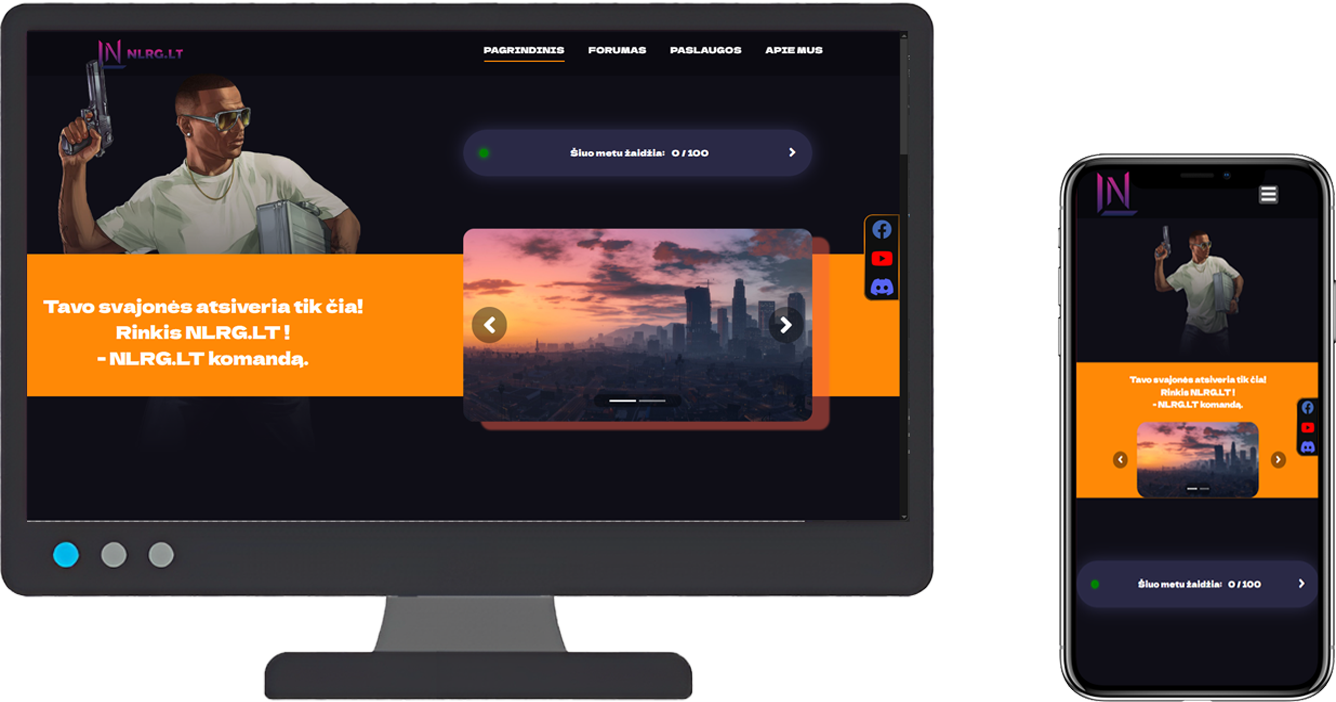 NLRG.LT
PAGRINDINIS FORUMAS PASLAUGOS APIE MUS
Šiuo metu žaidžia: 0 / 100
Tavo svajonės atsiveria tik čia!
Rinkis NLRG.LT !
- NLRG.LT komandą.
Tavo svajonės atsiveria tik čia!
Rinkis NLRG.LT !
- NLRG.LT komandą.
Šiuo metu žaidžia: 0 / 100